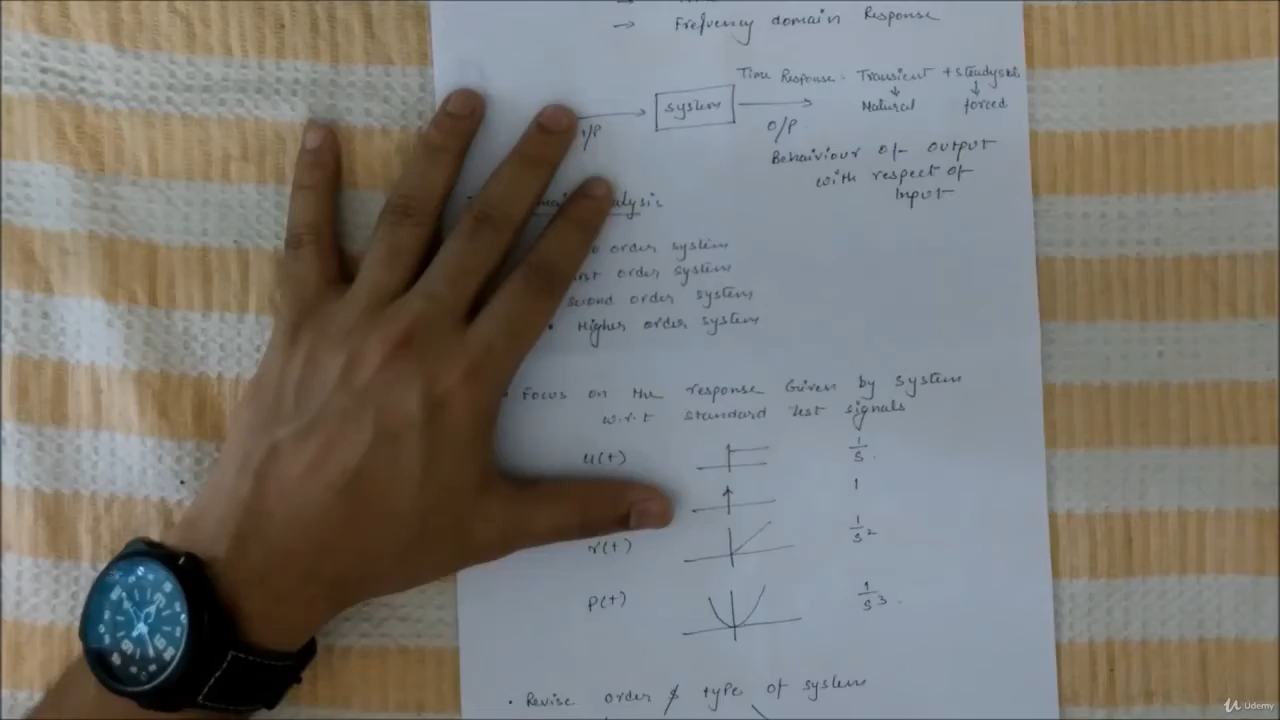 → Frequency domain Response
Time Response = Transient + steadystate
↓ ↓
Natural forced
I/P → system → O/P
Behaiviour of output
with respect of
Input
order system
order system
second order system
• Higher order system
• Focus on the response Given by system
w.r.t standard test signals
u(t) 1/s
1
r(t) 1/s²
p(t) 1/s³
• Revise order & type of system
Udemy